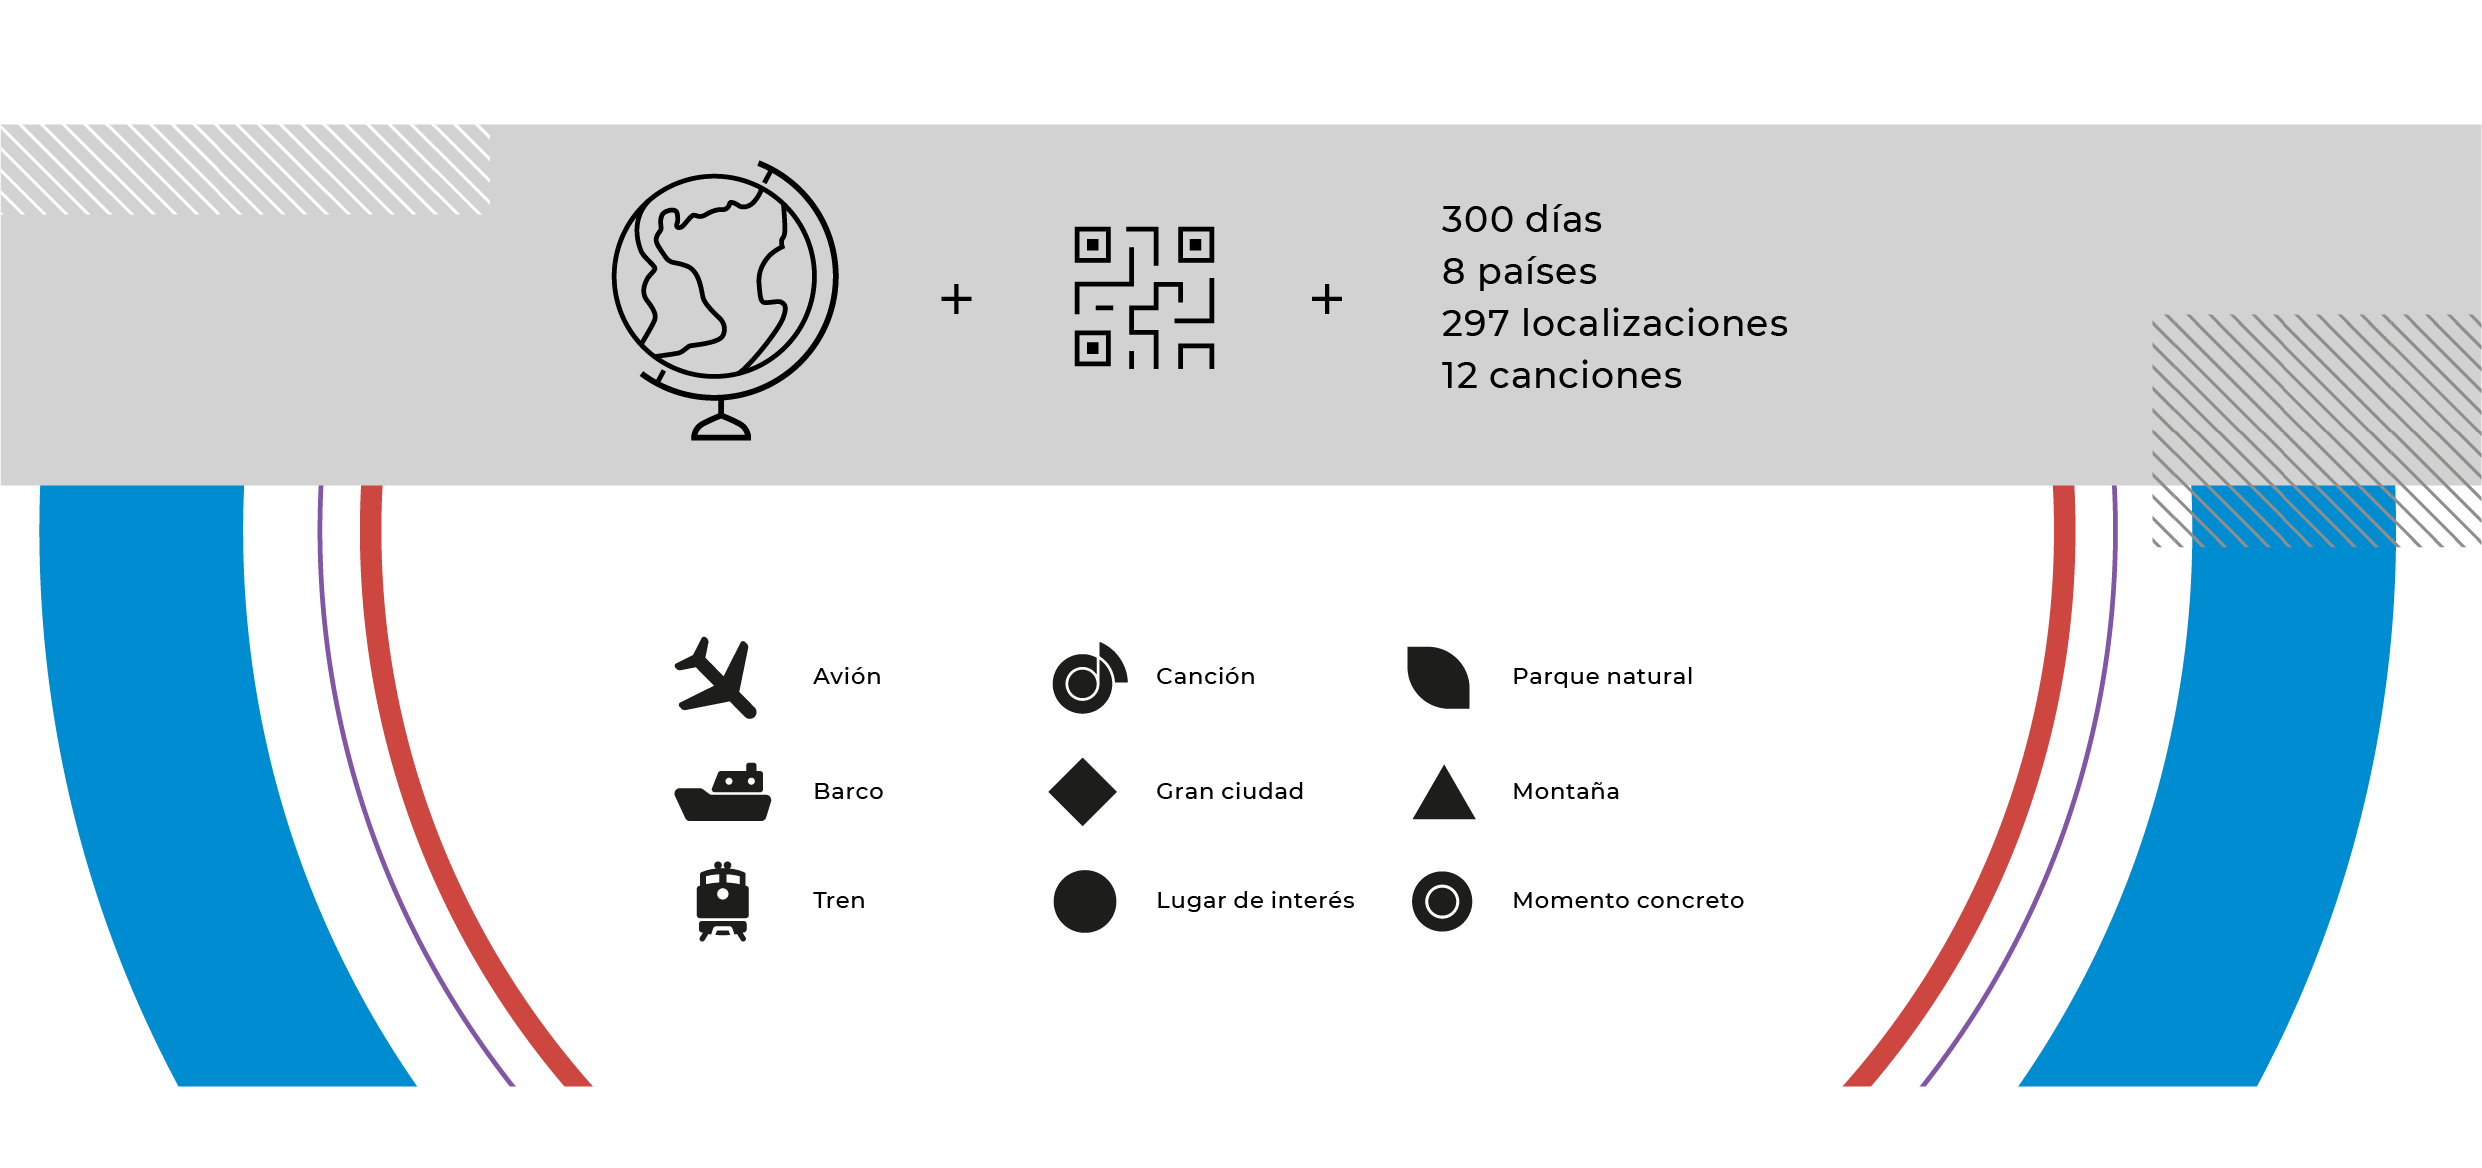 +
+
300 días
8 países
297 localizaciones
12 canciones
Avión
Canción
Parque natural
Barco
Gran ciudad
Montaña
Tren
Lugar de interés
Momento concreto